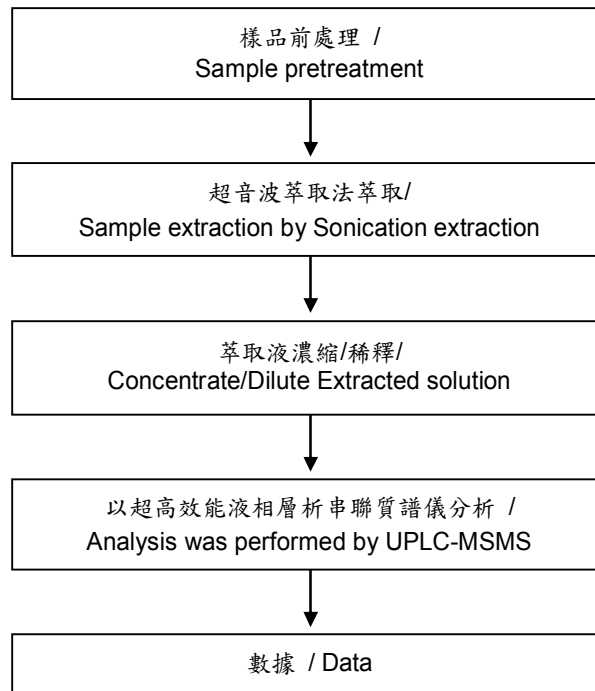 樣品前處理 /
Sample pretreatment
超音波萃取法萃取/
Sample extraction by Sonication extraction
萃取液濃縮/稀釋/
Concentrate/Dilute Extracted solution
以超高效能液相層析串聯質譜儀分析 /
Analysis was performed by UPLC-MSMS
數據 / Data